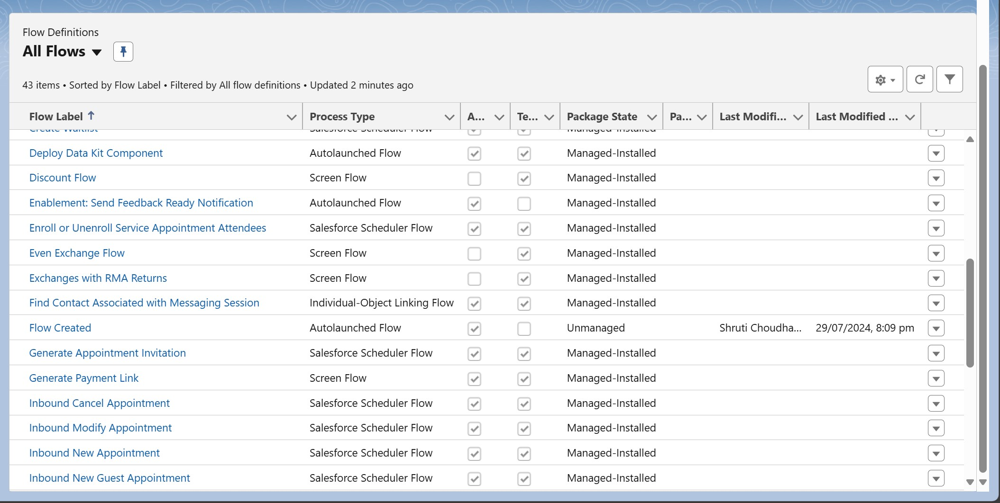 Flow Definitions
All Flows
43 items • Sorted by Flow Label • Filtered by All flow definitions • Updated 2 minutes ago
Flow Label Process Type A... Te... Package State Pa... Last Modifi... Last Modified ...
Create Waitlist Salesforce Scheduler Flow Managed-Installed
Deploy Data Kit Component Autolaunched Flow Managed-Installed
Discount Flow Screen Flow Managed-Installed
Enablement: Send Feedback Ready Notification Autolaunched Flow Managed-Installed
Enroll or Unenroll Service Appointment Attendees Salesforce Scheduler Flow Managed-Installed
Even Exchange Flow Screen Flow Managed-Installed
Exchanges with RMA Returns Screen Flow Managed-Installed
Find Contact Associated with Messaging Session Individual-Object Linking Flow Managed-Installed
Flow Created Autolaunched Flow Unmanaged Shruti Choudha... 29/07/2024, 8:09 pm
Generate Appointment Invitation Salesforce Scheduler Flow Managed-Installed
Generate Payment Link Screen Flow Managed-Installed
Inbound Cancel Appointment Salesforce Scheduler Flow Managed-Installed
Inbound Modify Appointment Salesforce Scheduler Flow Managed-Installed
Inbound New Appointment Salesforce Scheduler Flow Managed-Installed
Inbound New Guest Appointment Salesforce Scheduler Flow Managed-Installed